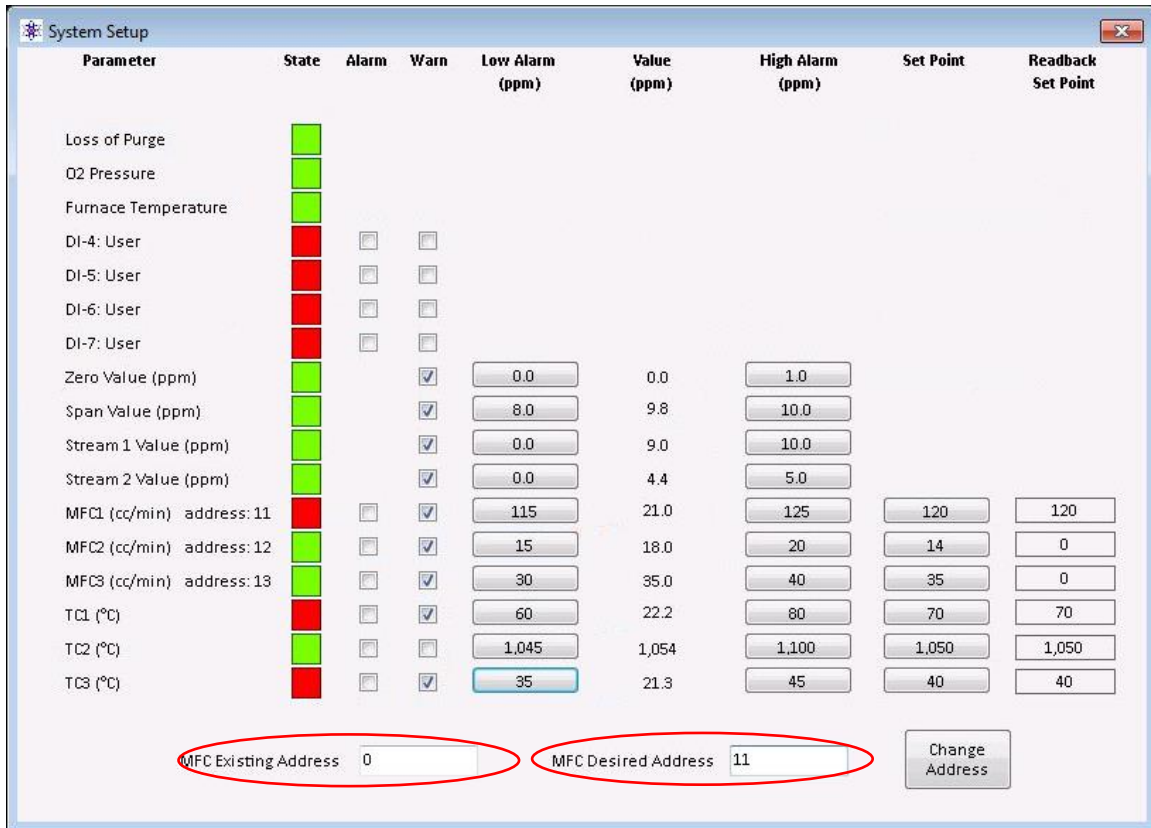 System Setup
Parameter State Alarm Warn Low Alarm (ppm) Value (ppm) High Alarm (ppm) Set Point Readback Set Point
Loss of Purge
O2 Pressure
Furnace Temperature
DI-4: User
DI-5: User
DI-6: User
DI-7: User
Zero Value (ppm) 0.0 0.0 1.0
Span Value (ppm) 8.0 9.8 10.0
Stream 1 Value (ppm) 0.0 9.0 10.0
Stream 2 Value (ppm) 0.0 4.4 5.0
MFC1 (cc/min) address: 11 115 21.0 125 120 120
MFC2 (cc/min) address: 12 15 18.0 20 14 0
MFC3 (cc/min) address: 13 30 35.0 40 35 0
TC1 (°C) 60 22.2 80 70 70
TC2 (°C) 1,045 1,054 1,100 1,050 1,050
TC3 (°C) 35 21.3 45 40 40
MFC Existing Address 0 MFC Desired Address 11 Change Address